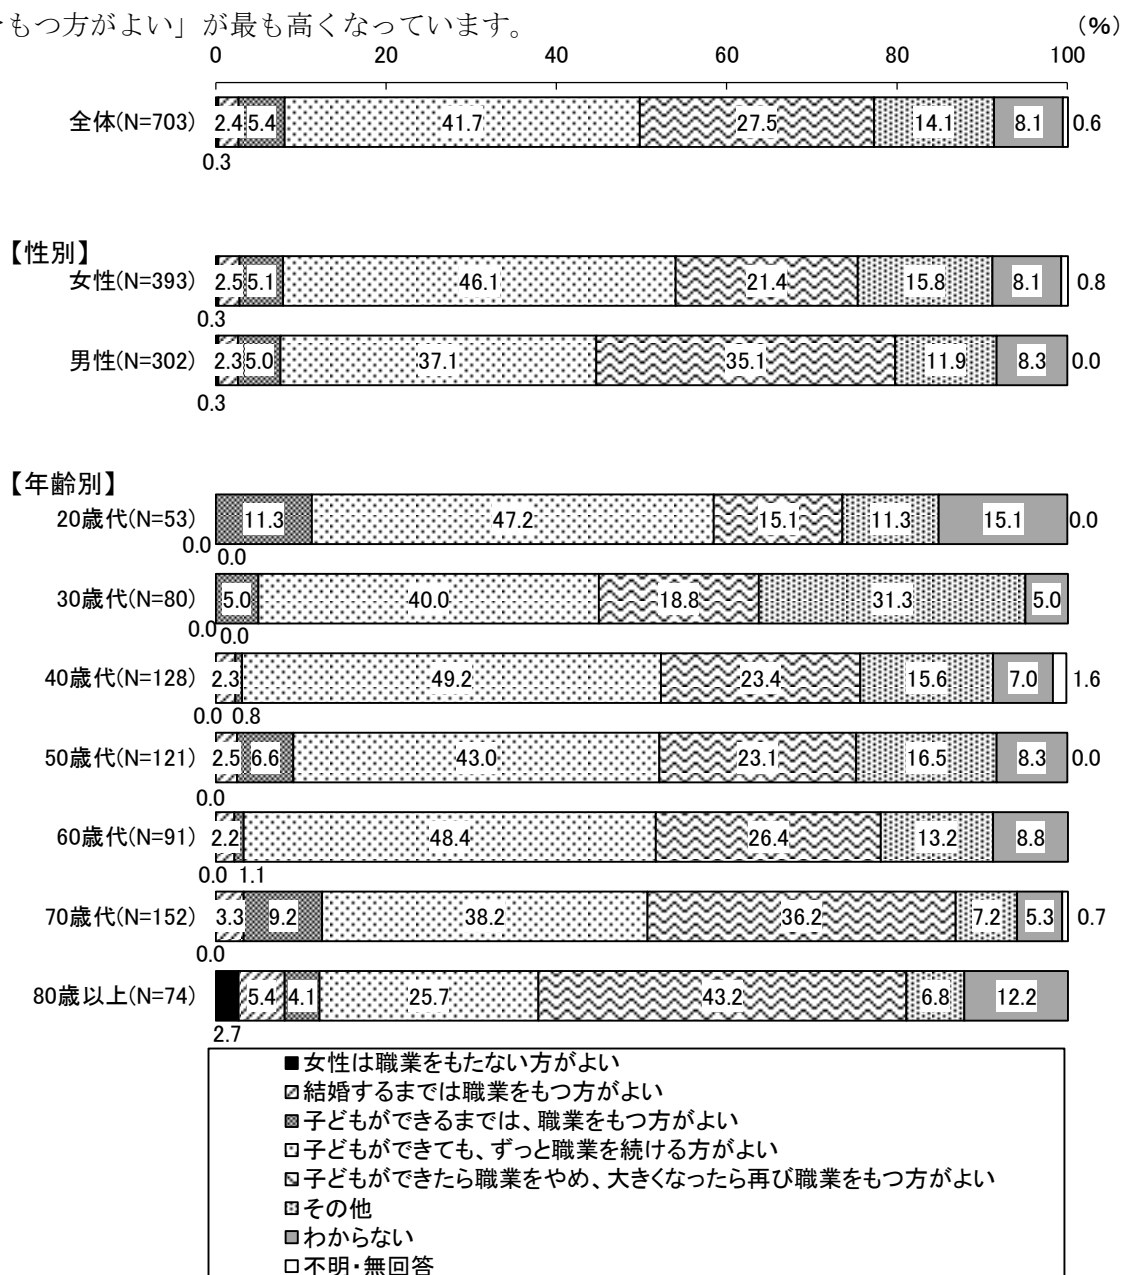 をもつ方がよい」が最も高くなっています。
(%)
0 20 40 60 80 100
全体(N=703) 2.4 5.4 41.7 27.5 14.1 8.1 0.6
0.3
【性別】
女性(N=393) 2.5 5.1 46.1 21.4 15.8 8.1 0.8
0.3
男性(N=302) 2.3 5.0 37.1 35.1 11.9 8.3 0.0
0.3
【年齢別】
20歳代(N=53) 11.3 47.2 15.1 11.3 15.1 0.0
0.0 0.0
30歳代(N=80) 5.0 40.0 18.8 31.3 5.0
0.0 0.0
40歳代(N=128) 2.3 49.2 23.4 15.6 7.0 1.6
0.0 0.8
50歳代(N=121) 2.5 6.6 43.0 23.1 16.5 8.3 0.0
0.0
60歳代(N=91) 2.2 48.4 26.4 13.2 8.8
0.0 1.1
70歳代(N=152) 3.3 9.2 38.2 36.2 7.2 5.3 0.7
0.0
80歳以上(N=74) 5.4 4.1 25.7 43.2 6.8 12.2
2.7
女性は職業をもたない方がよい
結婚するまでは職業をもつ方がよい
子どもができるまでは、職業をもつ方がよい
子どもができても、ずっと職業を続ける方がよい
子どもができたら職業をやめ、大きくなったら再び職業をもつ方がよい
その他
わからない
不明・無回答